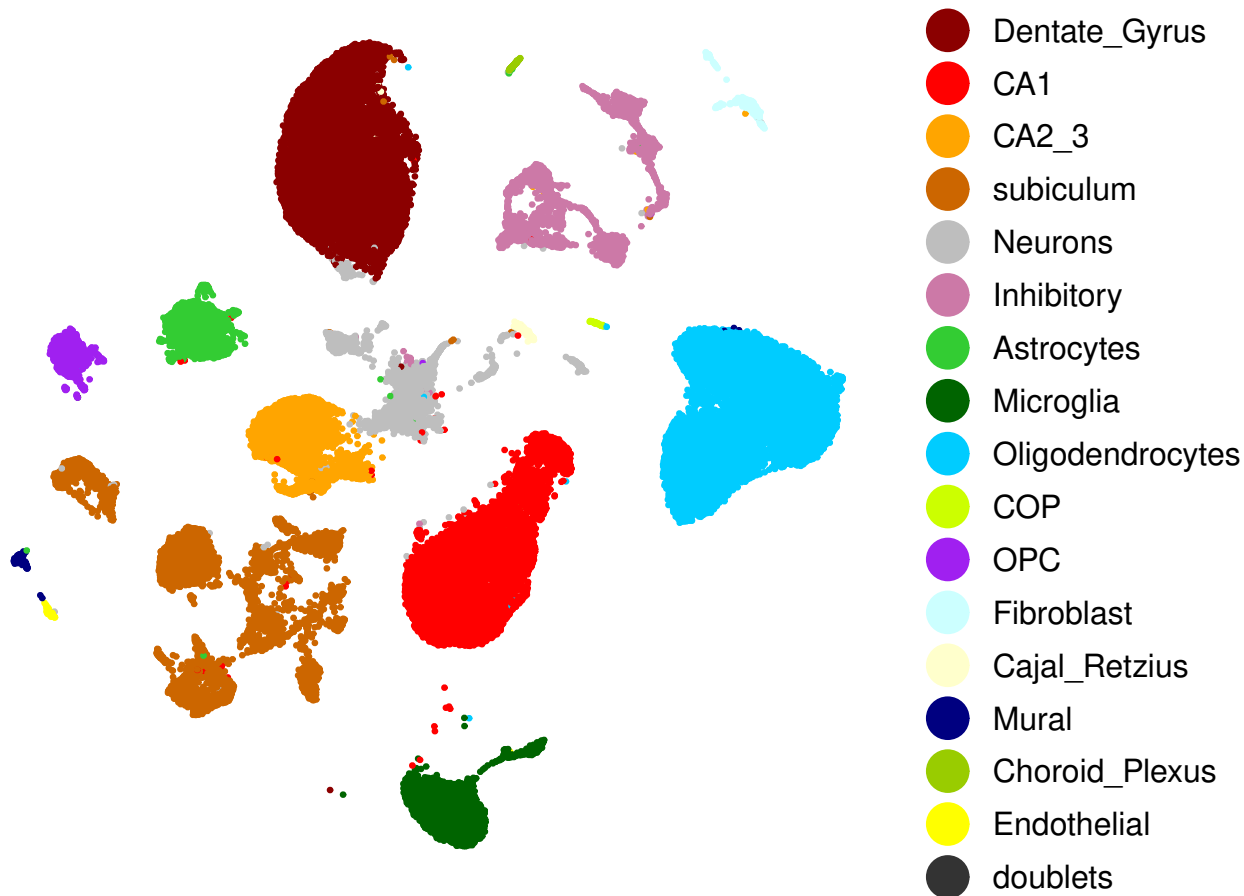 Dentate_Gyrus
CA1
CA2_3
subiculum
Neurons
Inhibitory
Astrocytes
Microglia
Oligodendrocytes
COP
OPC
Fibroblast
Cajal_Retzius
Mural
Choroid_Plexus
Endothelial
doublets